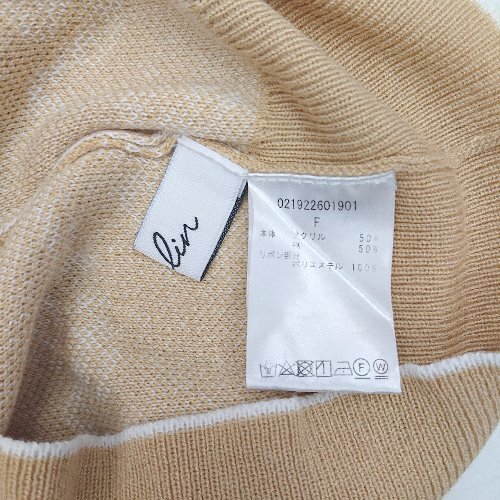 lin
021922601901
F
本体 アクリル 50%
綿 50%
リボン部分
ポリエステル 100%
F W